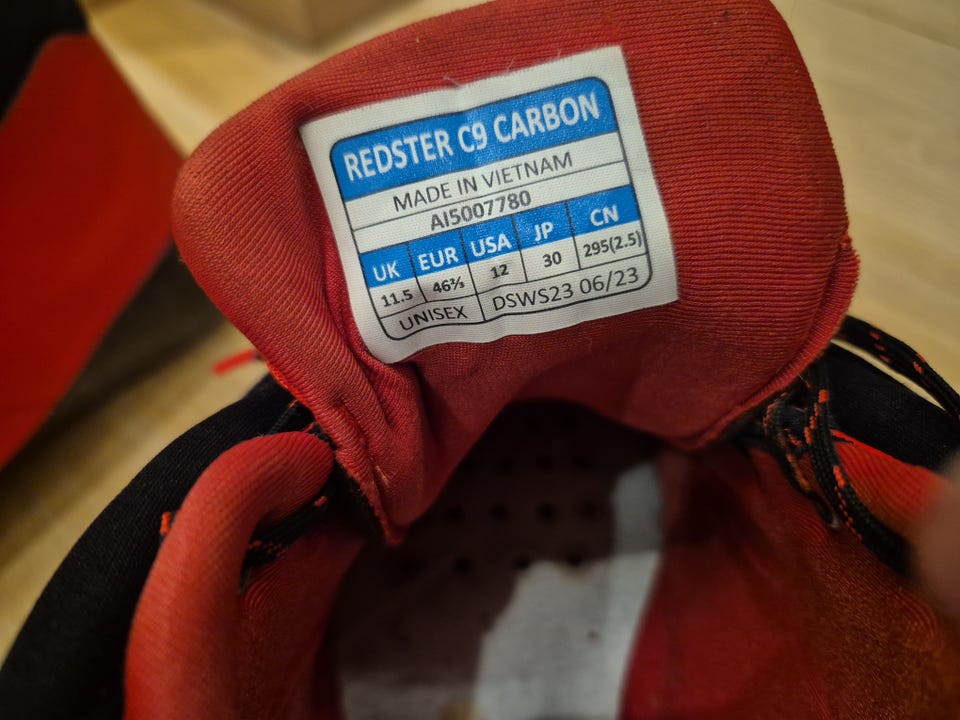 REDSTER C9 CARBON
MADE IN VIETNAM
AI5007780
UK EUR USA JP CN
11.5 46⅔ 12 30 295(2.5)
UNISEX DSWS23 06/23